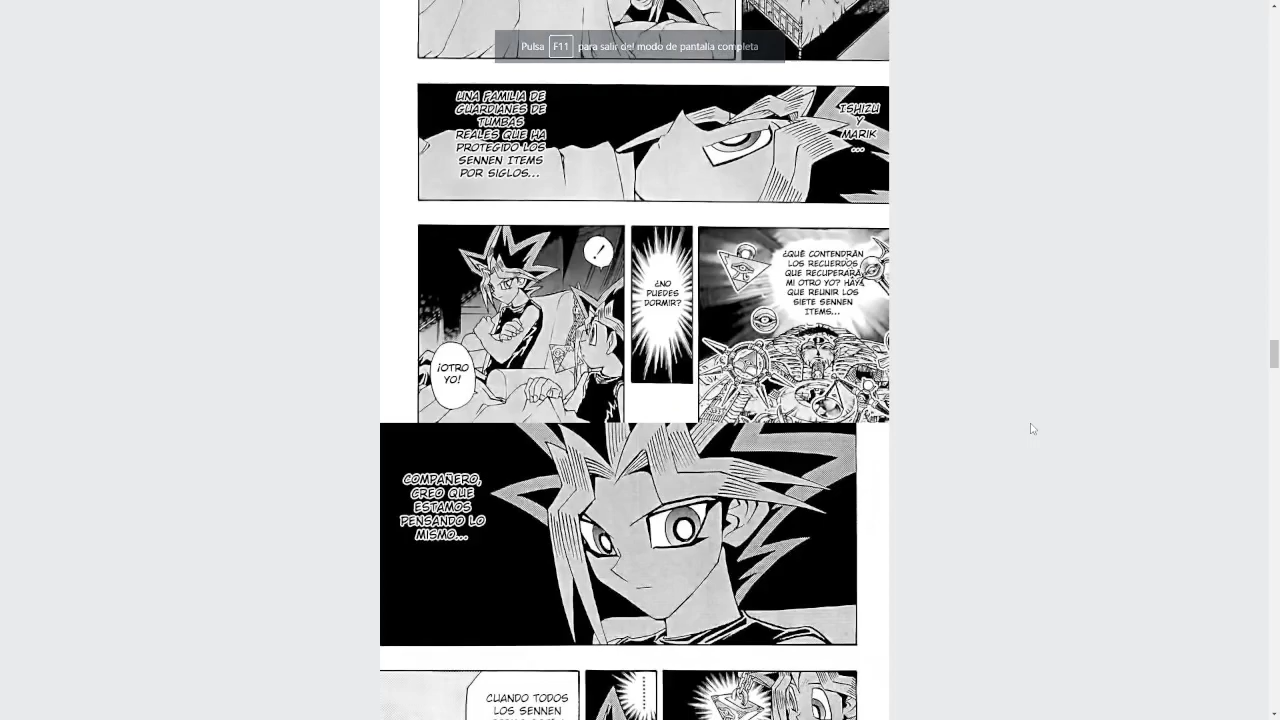 Pulsa F11 para salir del modo de pantalla completa
ISHIZU
Y
MARIK
...
UNA FAMILIA DE
GUARDIANES DE
TUMBAS
REALES QUE HA
PROTEGIDO LOS
SENNEN ITEMS
POR SIGLOS...
¿QUÉ CONTENDRÁN
LOS RECUERDOS
QUE RECUPERARÁ
MI OTRO YO? HAY
QUE REUNIR LOS
SIETE SENNEN
ITEMS...
¿NO
PUEDES
DORMIR?
!
¡OTRO
YO!
COMPAÑERO,
CREO QUE
ESTAMOS
PENSANDO LO
MISMO...
CUANDO TODOS
LOS SENNEN